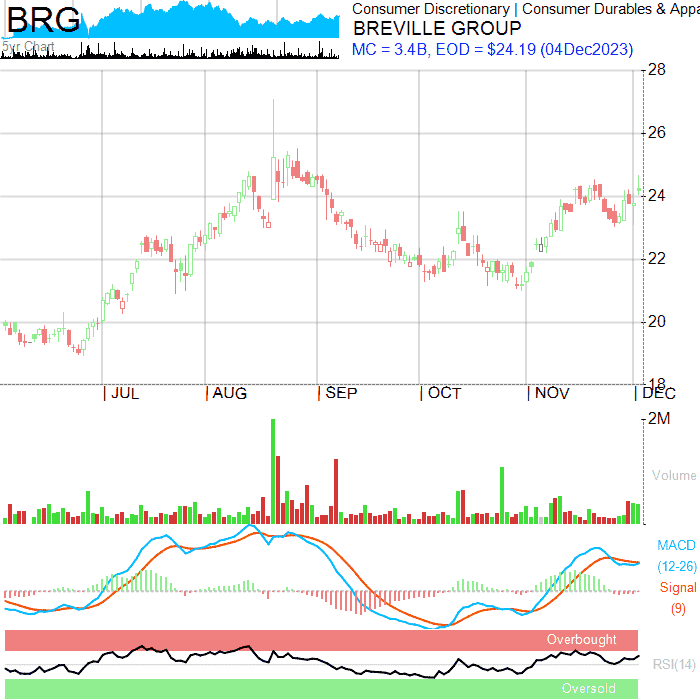 BRG
5yr Chart
Consumer Discretionary | Consumer Durables & Appa
BREVILLE GROUP
MC = 3.4B, EOD = $24.19 (04Dec2023)
28
26
24
22
20
18
JUL AUG SEP OCT NOV DEC
2M
Volume
MACD
(12-26)
Signal
(9)
Overbought
RSI(14)
Oversold